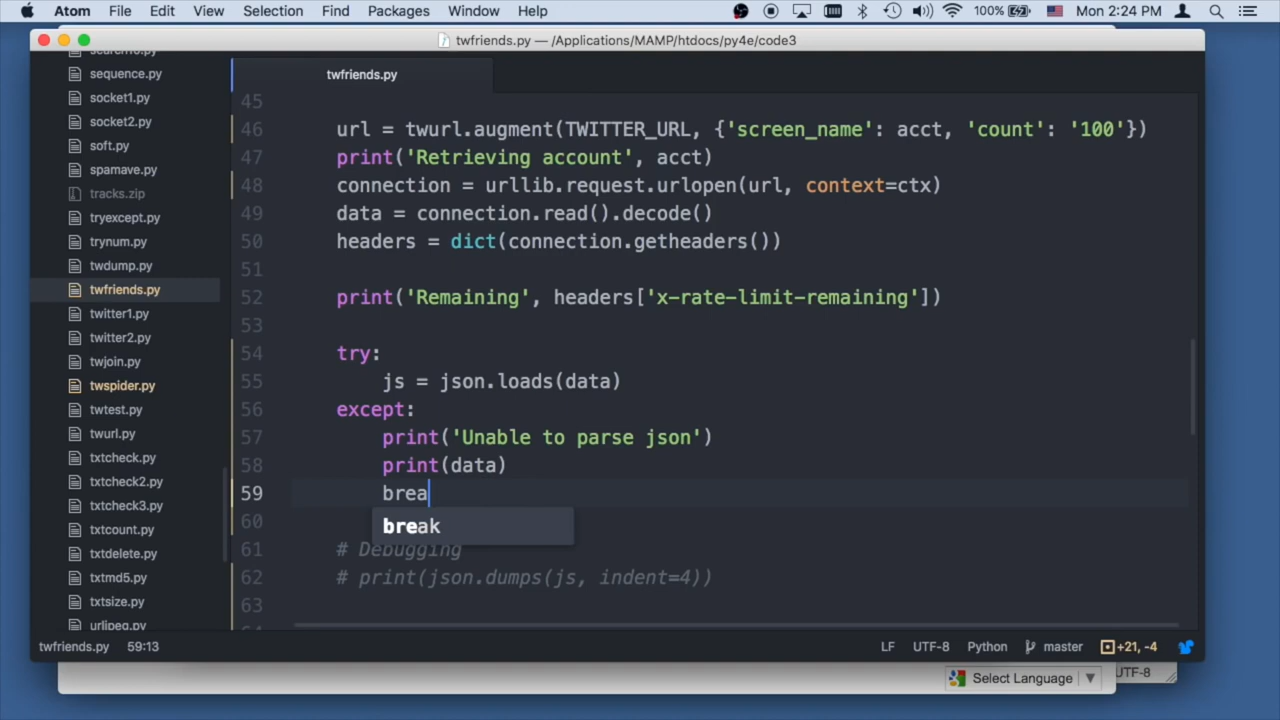 Atom File Edit View Selection Find Packages Window Help 100% Mon 2:24 PM
twfriends.py — /Applications/MAMP/htdocs/py4e/code3
searchfo.py
sequence.py
socket1.py
socket2.py
soft.py
spamave.py
tracks.zip
tryexcept.py
trynum.py
twdump.py
twfriends.py
twitter1.py
twitter2.py
twjoin.py
twspider.py
twtest.py
twurl.py
txtcheck.py
txtcheck2.py
txtcheck3.py
txtcount.py
txtdelete.py
txtmd5.py
txtsize.py
urljpeg.py
twfriends.py
45
46 url = twurl.augment(TWITTER_URL, {'screen_name': acct, 'count': '100'})
47 print('Retrieving account', acct)
48 connection = urllib.request.urlopen(url, context=ctx)
49 data = connection.read().decode()
50 headers = dict(connection.getheaders())
51
52 print('Remaining', headers['x-rate-limit-remaining'])
53
54 try:
55 js = json.loads(data)
56 except:
57 print('Unable to parse json')
58 print(data)
59 brea
60 break
61 # Debugging
62 # print(json.dumps(js, indent=4))
63
twfriends.py 59:13 LF UTF-8 Python master +21, -4
Select Language ▼ UTF-8